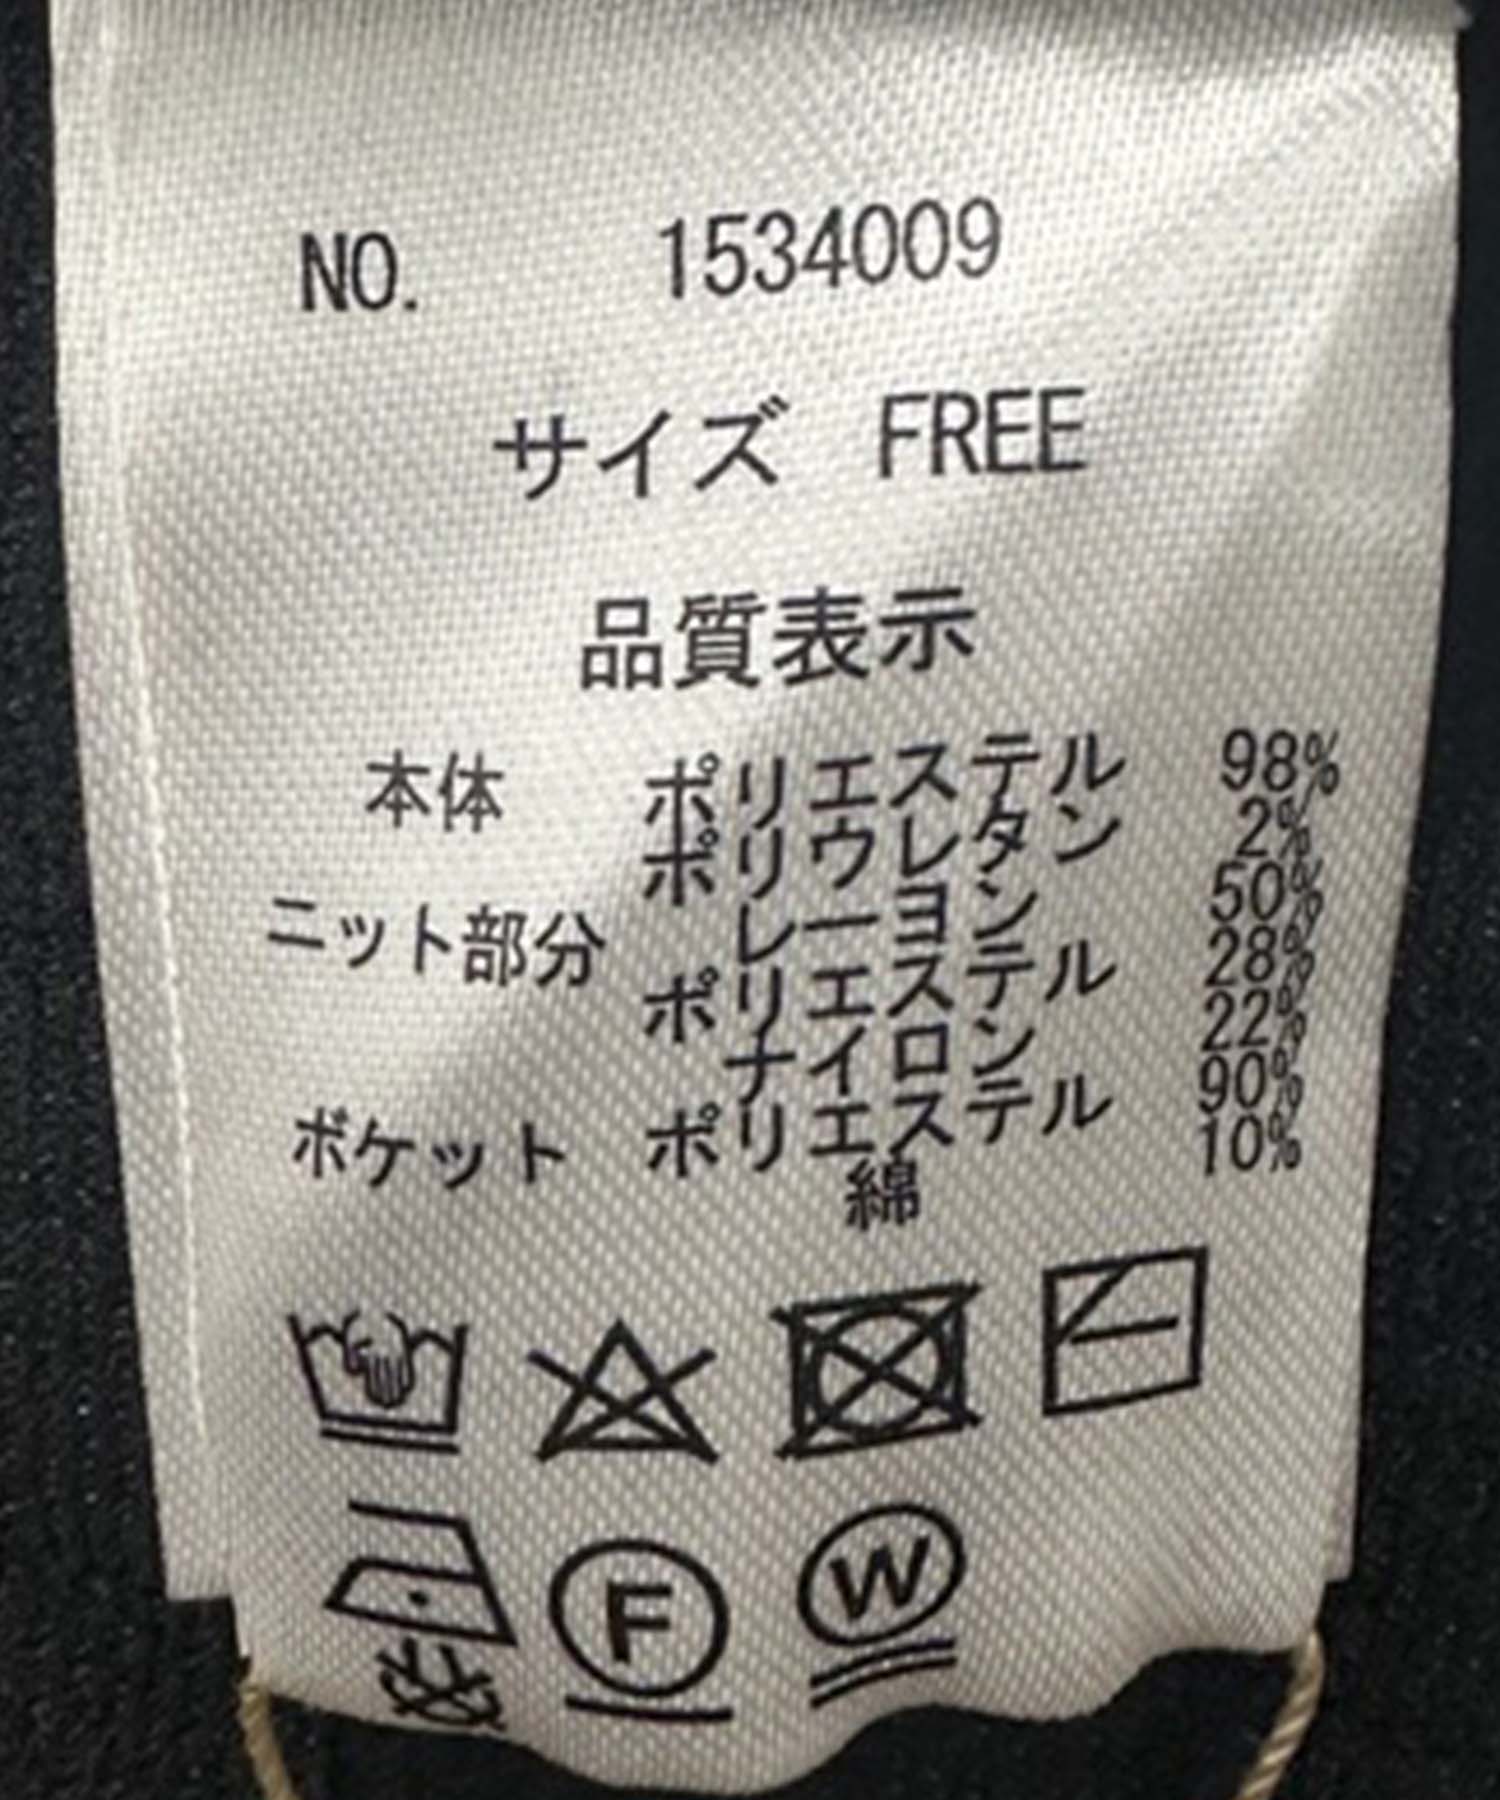 NO. 1534009
サイズ FREE
品質表示
本体 ポリエステル 98%
ポリウレタン 2%
ニット部分 レーヨン 50%
ポリエステル 28%
ナイロン 22%
ポケット ポリエステル 90%
綿 10%
F W